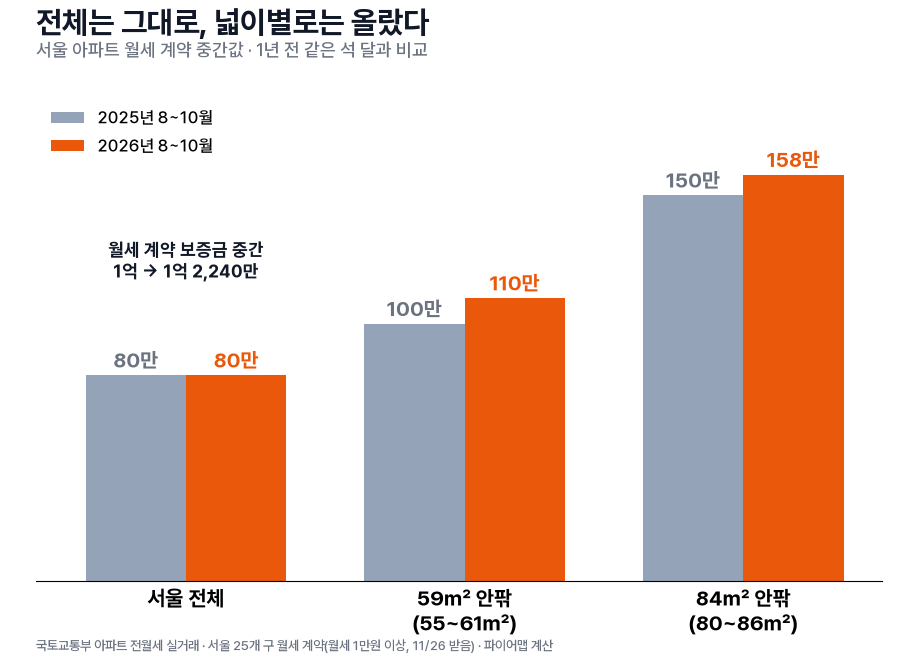 전체는 그대로, 넓이별로는 올랐다
서울 아파트 월세 계약 중간값 · 1년 전 같은 석 달과 비교
2025년 8~10월
2026년 8~10월
158만
150만
월세 계약 보증금 중간
1억 → 1억 2,240만
110만
100만
80만
80만
서울 전체
59m² 안팎
(55~61m²)
84m² 안팎
(80~86m²)
국토교통부 아파트 전월세 실거래 · 서울 25개 구 월세 계약(월세 1만원 이상, 11/26 받음) · 파이어맵 계산